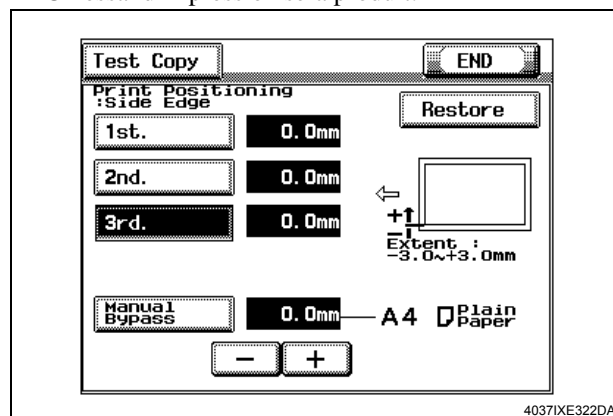 Test Copy
END
Print Positioning
:Side Edge
Restore
1st.
0.0mm
2nd.
0.0mm
3rd.
0.0mm
+
−
Extent :
-3.0~+3.0mm
Manual
Bypass
0.0mm
A4
Plain
Paper
− +
4037IXE322DA